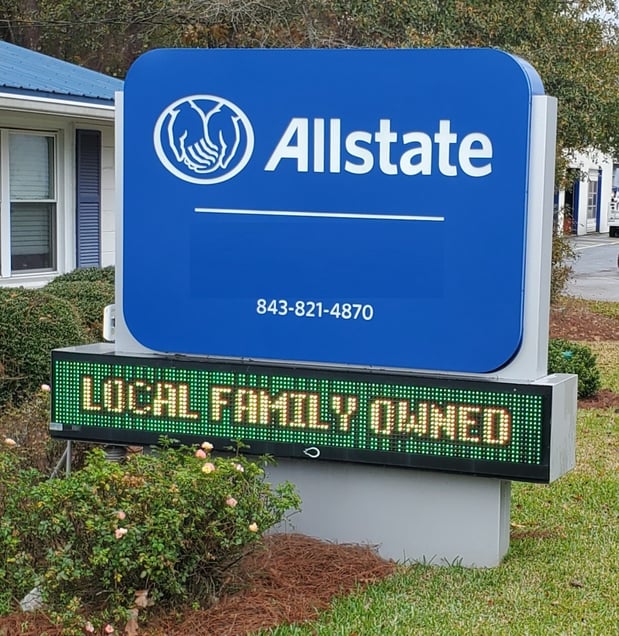 Allstate
843-821-4870
LOCAL FAMILY OWNED